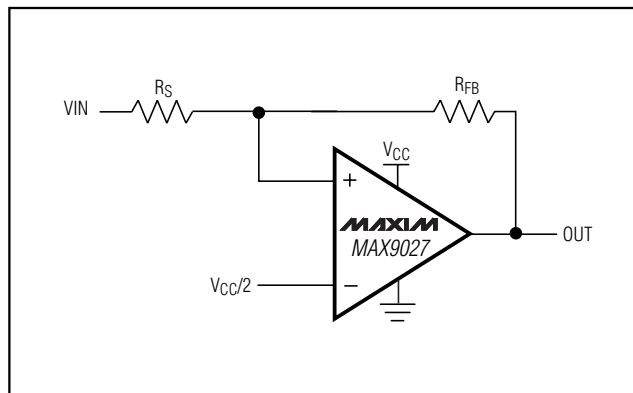 RS
RFB
VIN
VCC
+
MAXIM
MAX9027
OUT
VCC/2
−